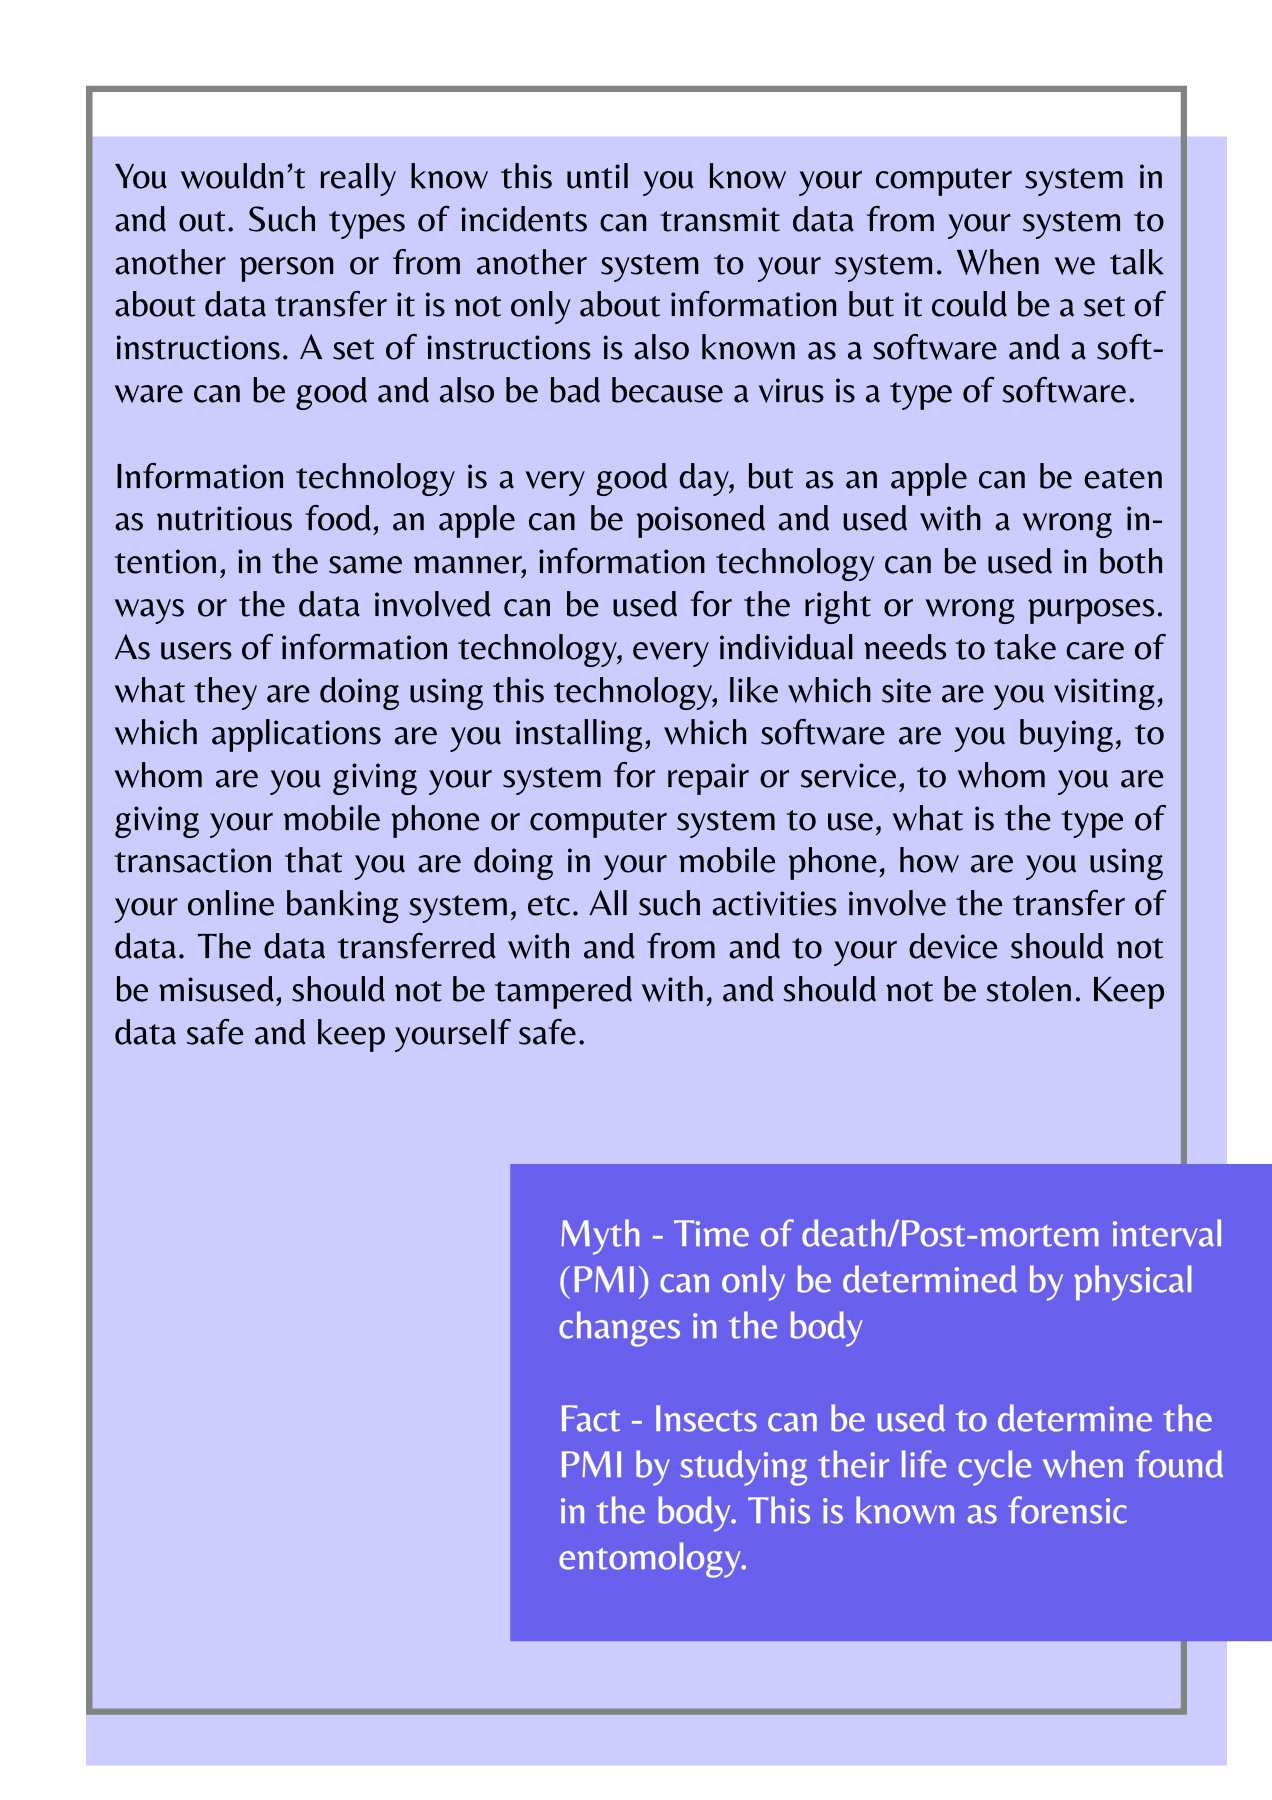 You wouldn’t really know this until you know your computer system in
and out. Such types of incidents can transmit data from your system to
another person or from another system to your system. When we talk
about data transfer it is not only about information but it could be a set of
instructions. A set of instructions is also known as a software and a soft-
ware can be good and also be bad because a virus is a type of software.
Information technology is a very good day, but as an apple can be eaten
as nutritious food, an apple can be poisoned and used with a wrong in-
tention, in the same manner, information technology can be used in both
ways or the data involved can be used for the right or wrong purposes.
As users of information technology, every individual needs to take care of
what they are doing using this technology, like which site are you visiting,
which applications are you installing, which software are you buying, to
whom are you giving your system for repair or service, to whom you are
giving your mobile phone or computer system to use, what is the type of
transaction that you are doing in your mobile phone, how are you using
your online banking system, etc. All such activities involve the transfer of
data. The data transferred with and from and to your device should not
be misused, should not be tampered with, and should not be stolen. Keep
data safe and keep yourself safe.
Myth - Time of death/Post-mortem interval
(PMI) can only be determined by physical
changes in the body
Fact - Insects can be used to determine the
PMI by studying their life cycle when found
in the body. This is known as forensic
entomology.